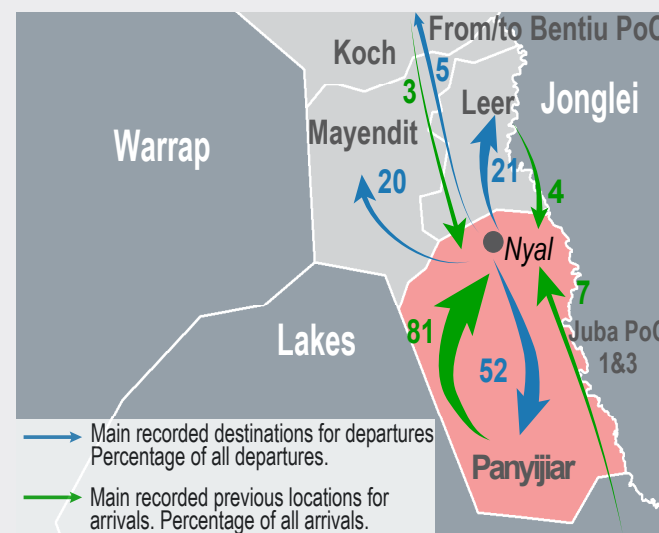 From/to Bentiu PoC
Koch
5
3
Leer
Jonglei
Mayendit
Warrap
20
21
4
Nyal
7
81
Lakes
Juba PoC
1&3
52
Panyijiar
Main recorded destinations for departures
Percentage of all departures.
Main recorded previous locations for
arrivals. Percentage of all arrivals.